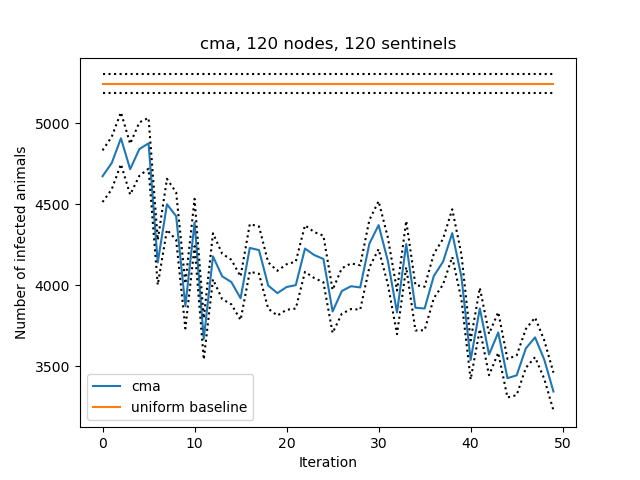 cma, 120 nodes, 120 sentinels
Number of infected animals
5000
4500
4000
3500
cma
uniform baseline
0 10 20 30 40 50
Iteration